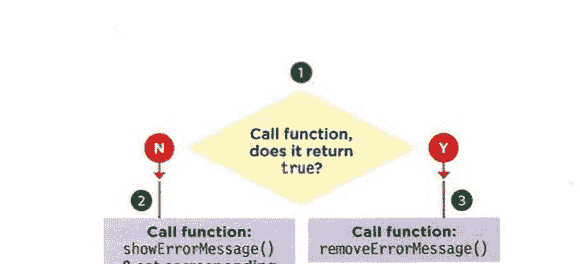 1
Call function,
does it return
true?
N
Y
2
3
Call function:
showErrorMessage()
Call function:
removeErrorMessage()